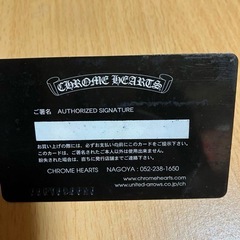 CHROME HEARTS
ご署名 AUTHORIZED SIGNATURE
お買い上げの際には、必ずお支払い前にこのカードをご提示下さい。
このカードは、ご署名されたご本人以外は使用出来ません。
紛失された場合は、直ちに発行店舗までご連絡下さい。
CHROME HEARTS NAGOYA : 052-238-1650
www.chromehearts.com
www.united-arrows.co.jp/ch